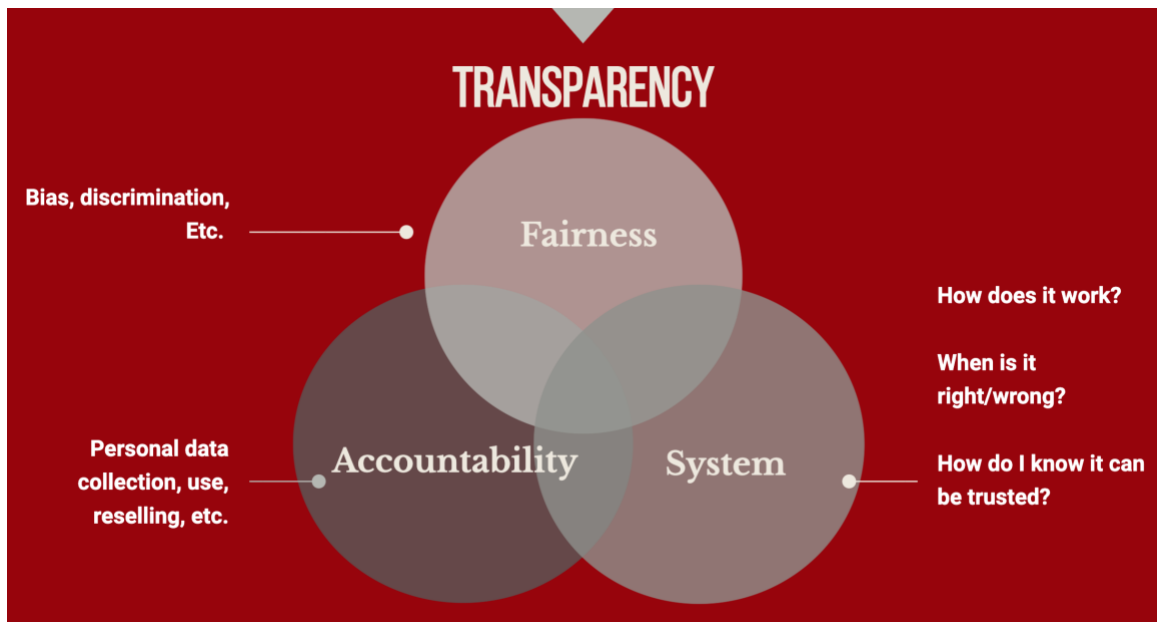 TRANSPARENCY
Bias, discrimination,
Etc.
Fairness
How does it work?
When is it
right/wrong?
Personal data
collection, use,
reselling, etc.
Accountability
System
How do I know it can
be trusted?